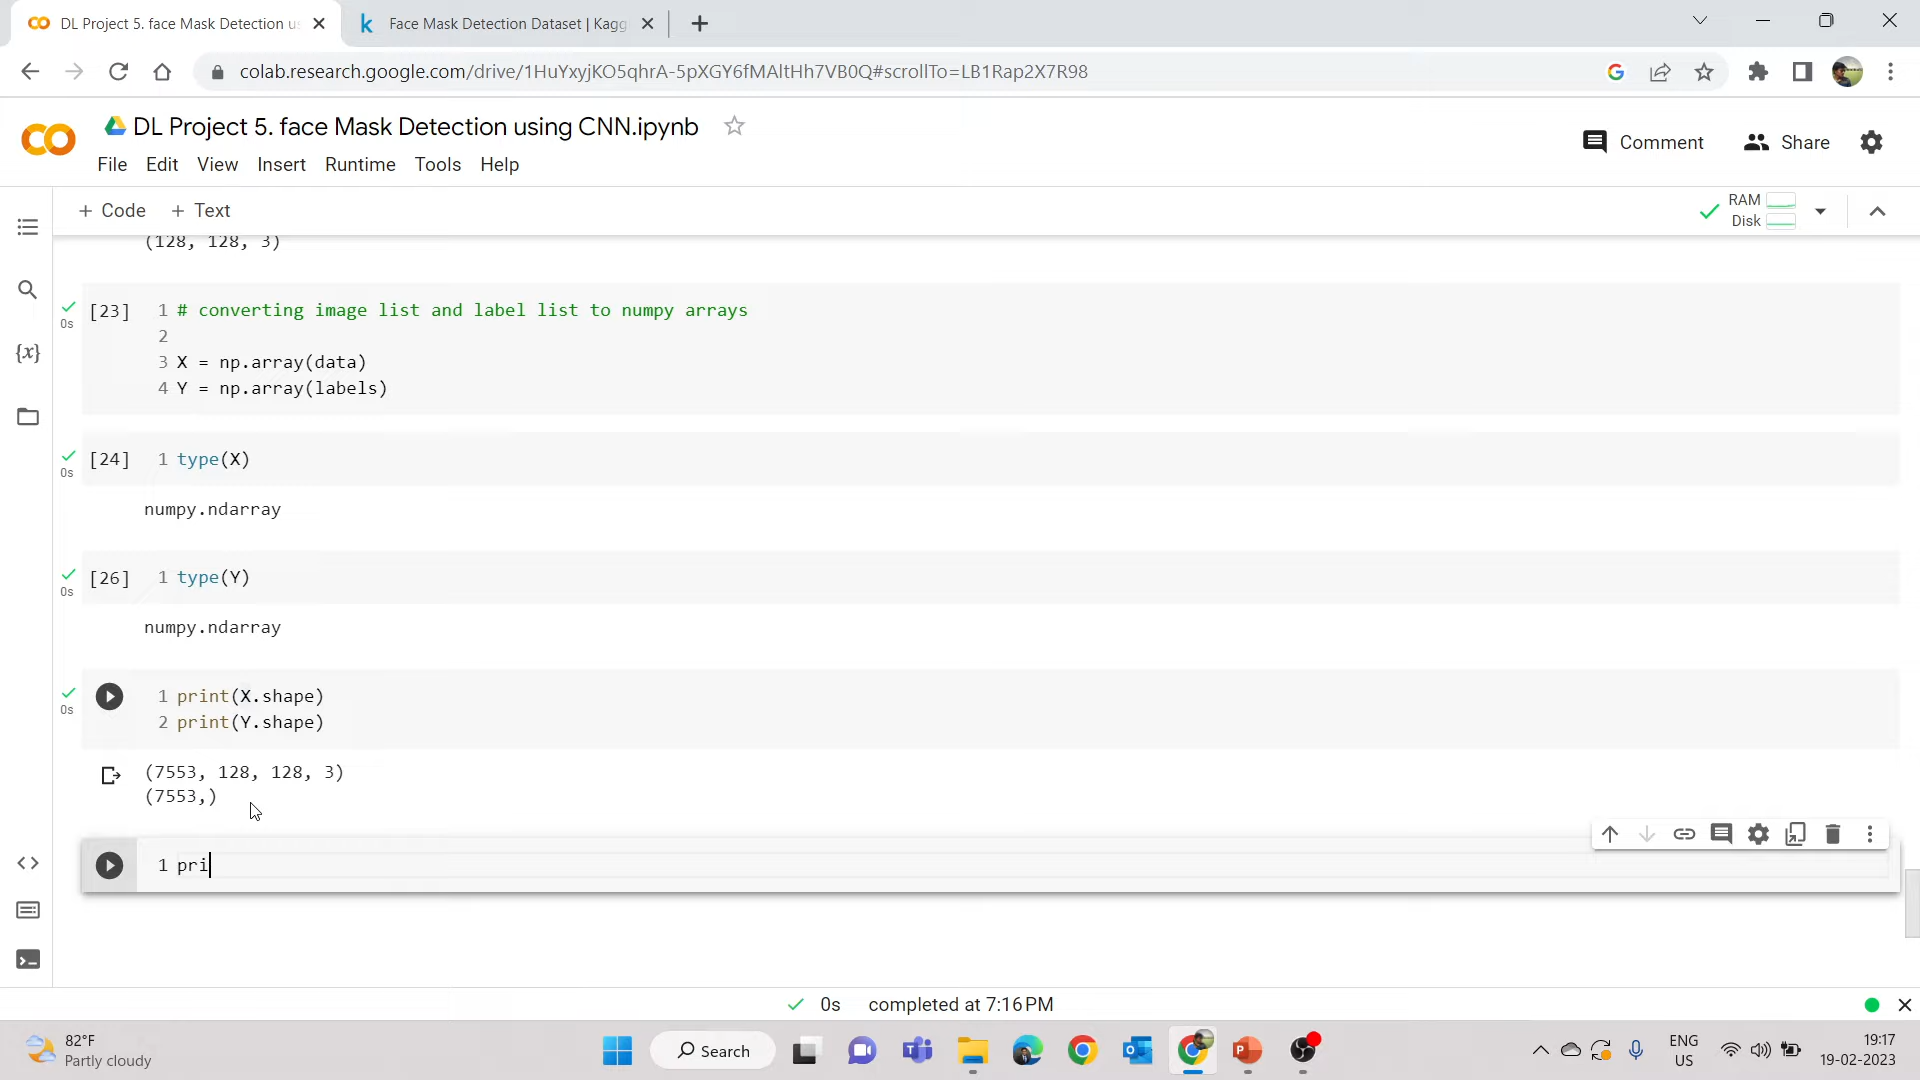 DL Project 5. face Mask Detection u
Face Mask Detection Dataset | Kagg
colab.research.google.com/drive/1HuYxyjKO5qhrA-5pXGY6fMAltHh7VB0Q#scrollTo=LB1Rap2X7R98
DL Project 5. face Mask Detection using CNN.ipynb
Comment
Share
File Edit View Insert Runtime Tools Help
+ Code + Text
RAM
Disk
(128, 128, 3)
[23] 1 # converting image list and label list to numpy arrays
0s
2
3 X = np.array(data)
4 Y = np.array(labels)
[24] 1 type(X)
0s
numpy.ndarray
[26] 1 type(Y)
0s
numpy.ndarray
1 print(X.shape)
0s
2 print(Y.shape)
(7553, 128, 128, 3)
(7553,)
1 pri
0s completed at 7:16 PM
82°F
Partly cloudy
Search
ENG
US
19:17
19-02-2023